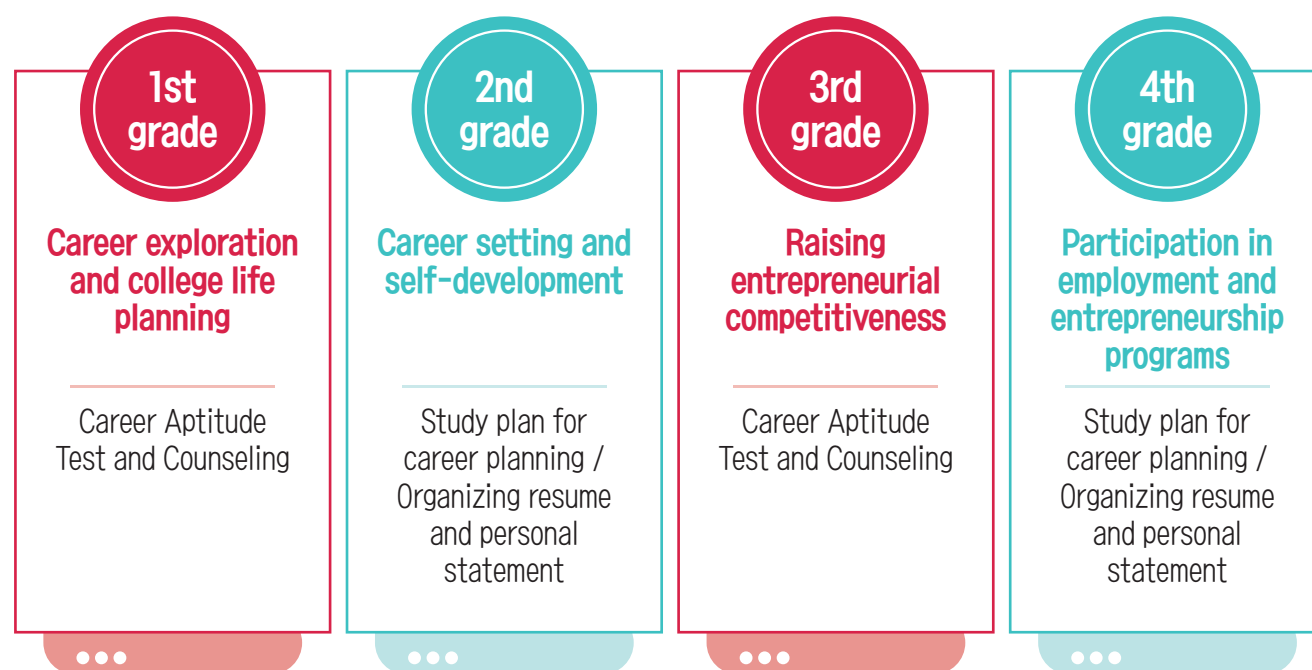 1st
grade
Career exploration
and college life
planning
Career Aptitude
Test and Counseling
2nd
grade
Career setting and
self-development
Study plan for
career planning /
Organizing resume
and personal
statement
3rd
grade
Raising
entrepreneurial
competitiveness
Career Aptitude
Test and Counseling
4th
grade
Participation in
employment and
entrepreneurship
programs
Study plan for
career planning /
Organizing resume
and personal
statement